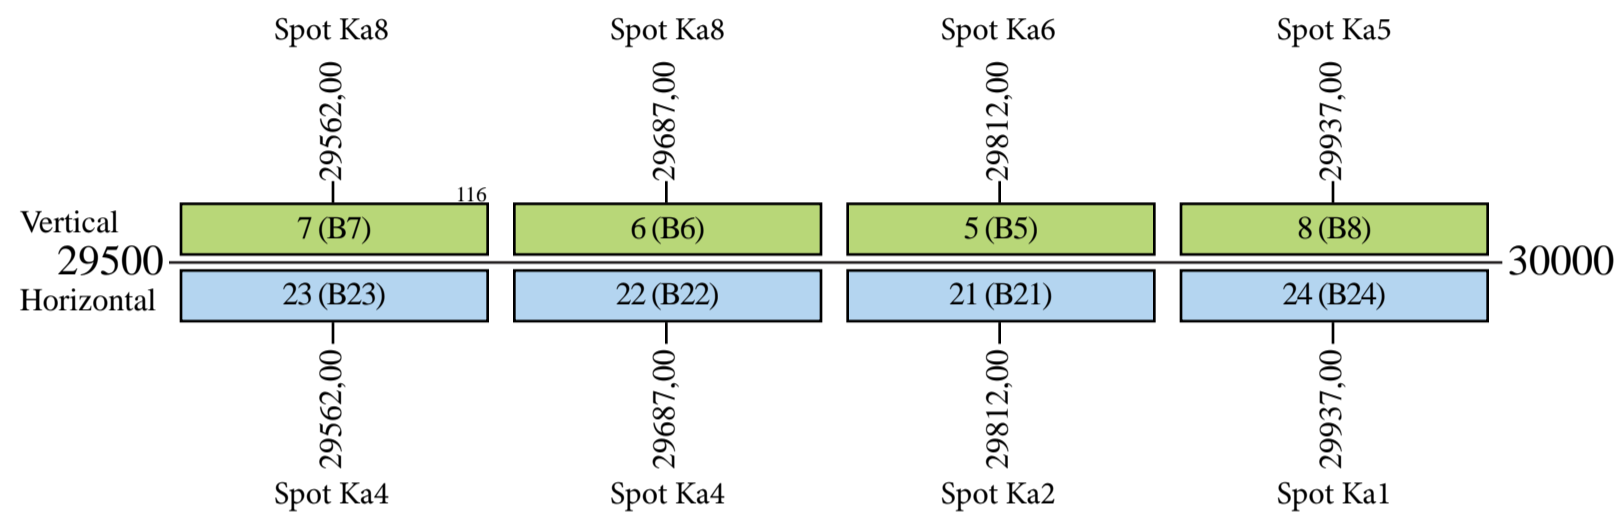 Spot Ka8 Spot Ka8 Spot Ka6 Spot Ka5
29562,00 29687,00 29812,00 29937,00
116
Vertical 7 (B7) 6 (B6) 5 (B5) 8 (B8)
29500 30000
Horizontal 23 (B23) 22 (B22) 21 (B21) 24 (B24)
29562,00 29687,00 29812,00 29937,00
Spot Ka4 Spot Ka4 Spot Ka2 Spot Ka1